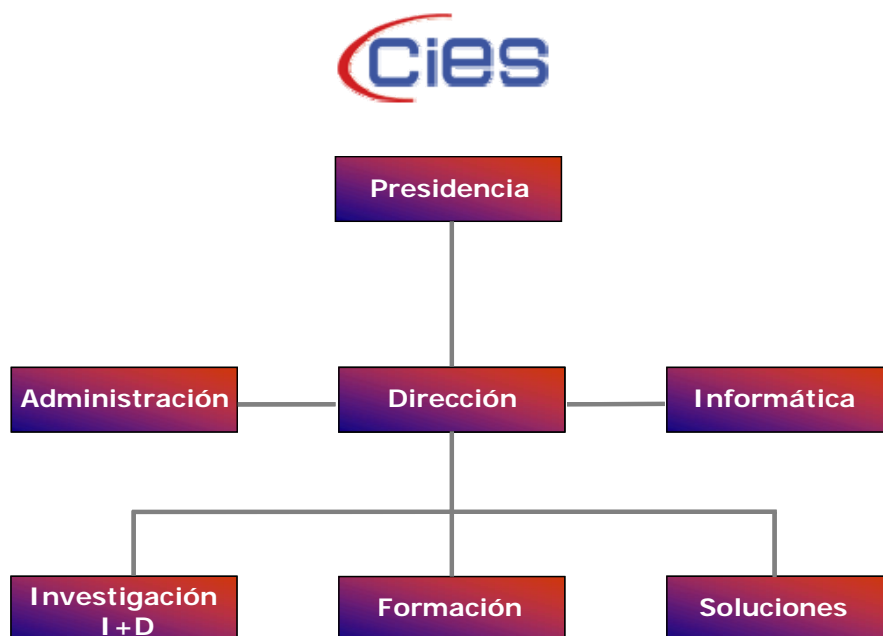 Cies
Presidencia
Administración
Dirección
Informática
Investigación
I+D
Formación
Soluciones